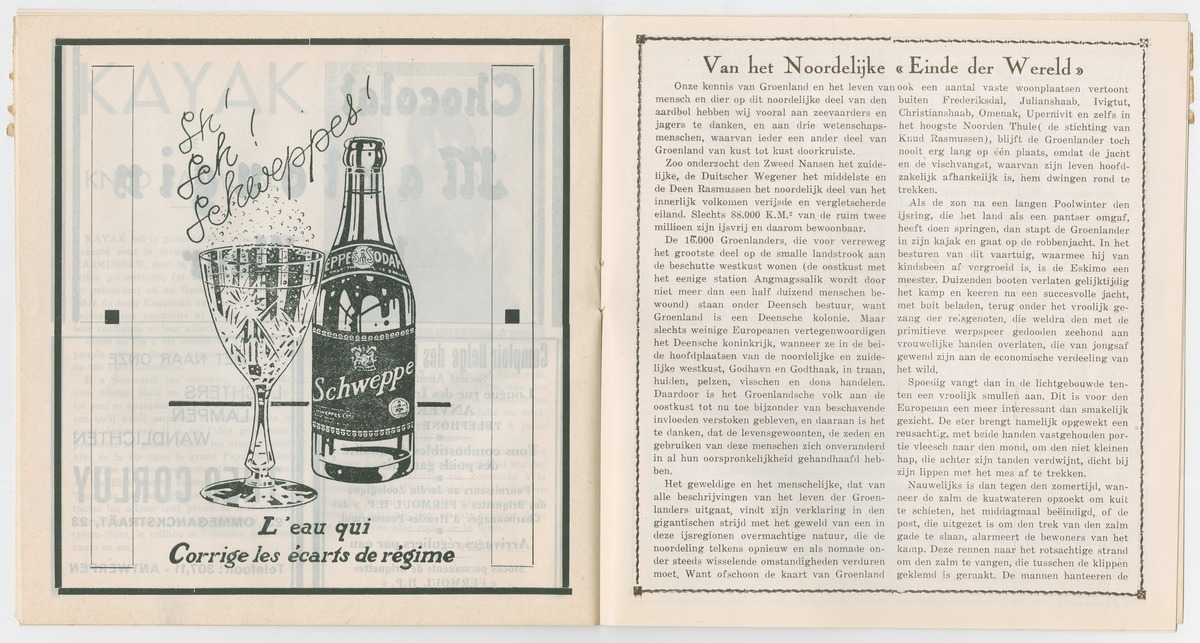 Sch !
Sch !
Schweppes !
EPPES SODA
Schweppe
L'eau qui
Corrige les écarts de régime
Van het Noordelijke « Einde der Wereld »
Onze kennis van Groenland en het leven van
mensch en dier op dit noordelijke deel van den
aardbol hebben wij vooral aan zeevaarders en
jagers te danken, en aan drie wetenschaps-
menschen, waarvan ieder een ander deel van
Groenland van kust tot kust doorkruiste.
Zoo onderzocht den Zweed Nansen het zuide-
lijke, de Duitscher Wegener het middelste en
de Deen Rasmussen het noordelijk deel van het
innerlijk volkomen verijsde en vergletscherde
eiland. Slechts 88.000 K.M.² van de ruim twee
millioen zijn ijsvrij en daarom bewoonbaar.
De 16.000 Groenlanders, die voor verreweg
het grootste deel op de smalle landstrook aan
de beschutte westkust wonen (de oostkust met
het eenige station Angmagssalik wordt door
niet meer dan een half duizend menschen be-
woond) staan onder Deensch bestuur, want
Groenland is een Deensche kolonie. Maar
slechts weinige Europeanen vertegenwoordigen
het Deensche koninkrijk, wanneer ze in de bei-
de hoofdplaatsen van de noordelijke en zuide-
lijke westkust, Godhavn en Godthaak, in traan,
huiden, pelzen, visschen en dons handelen.
Daardoor is het Groenlandsche volk aan de
oostkust tot nu toe bijzonder van beschavende
invloeden verstoken gebleven, en daaraan is het
te danken, dat de levensgewoonten, de zeden en
gebruiken van deze menschen zich onveranderd
in al hun oorspronkelijkheid gehandhaafd heb-
ben.
Het geweldige en het menschelijke, dat van
alle beschrijvingen van het leven der Groen-
landers uitgaat, vindt zijn verklaring in den
gigantischen strijd met het geweld van een in
deze ijsregionen overmachtige natuur, die de
noordeling telkens opnieuw en als nomade on-
der steeds wisselende omstandigheden verduren
moet. Want ofschoon de kaart van Groenland
ook een aantal vaste woonplaatsen vertoont
buiten Frederiksdal, Julianshaab, Ivigtut,
Christianshaab, Omenak, Upernivit en zelfs in
het hoogste Noorden Thule( de stichting van
Knud Rasmussen), blijft de Groenlander toch
nooit erg lang op één plaats, omdat de jacht
en de vischvangst, waarvan zijn leven hoofd-
zakelijk afhankelijk is, hem dwingen rond te
trekken.
Als de zon na een langen Poolwinter den
ijsring, die het land als een pantser omgaf,
heeft doen springen, dan stapt de Groenlander
in zijn kajak en gaat op de robbenjacht. In het
besturen van dit vaartuig, waarmee hij van
kindsbeen af vergroeid is, is de Eskimo een
meester. Duizenden booten verlaten gelijktijdig
het kamp en keeren na een succesvolle jacht,
met buit beladen, terug onder het vroolijk ge-
zang der reisgenoten, die weldra den met de
primitieve werpspeer gedooden zeehond aan
vrouwelijke handen overlaten, die van jongsaf
gewend zijn aan de economische verdeeling van
het wild.
Spoedig vangt dan in de lichtgebouwde ten-
ten een vroolijk smullen aan. Dit is voor den
Europeaan een meer interessant dan smakelijk
gezicht. De eter brengt hamelijk opgewekt een
reusachtig, met beide handen vastgehouden por-
tie vleesch naar den mond, om den niet kleinen
hap, die achter zijn tanden verdwijnt, dicht bij
zijn lippen met het mes af te trekken.
Nauwelijks is dan tegen den zomertijd, wan-
neer de zalm de kustwateren opzoekt om kuit
te schieten, het middagmaal beëindigd, of de
post, die uitgezet is om den trek van den zalm
gade te slaan, alarmeert de bewoners van het
kamp. Deze rennen naar het rotsachtige strand
om den zalm te vangen, die tusschen de klippen
geklemd is geraakt. De mannen hanteeren de